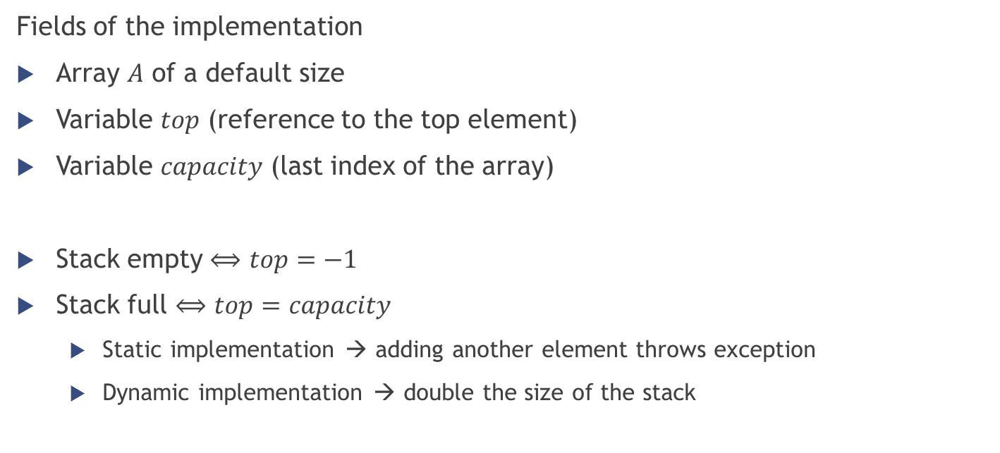 Fields of the implementation
▶ Array A of a default size
▶ Variable top (reference to the top element)
▶ Variable capacity (last index of the array)
▶ Stack empty ⟺ top = −1
▶ Stack full ⟺ top = capacity
▶ Static implementation → adding another element throws exception
▶ Dynamic implementation → double the size of the stack